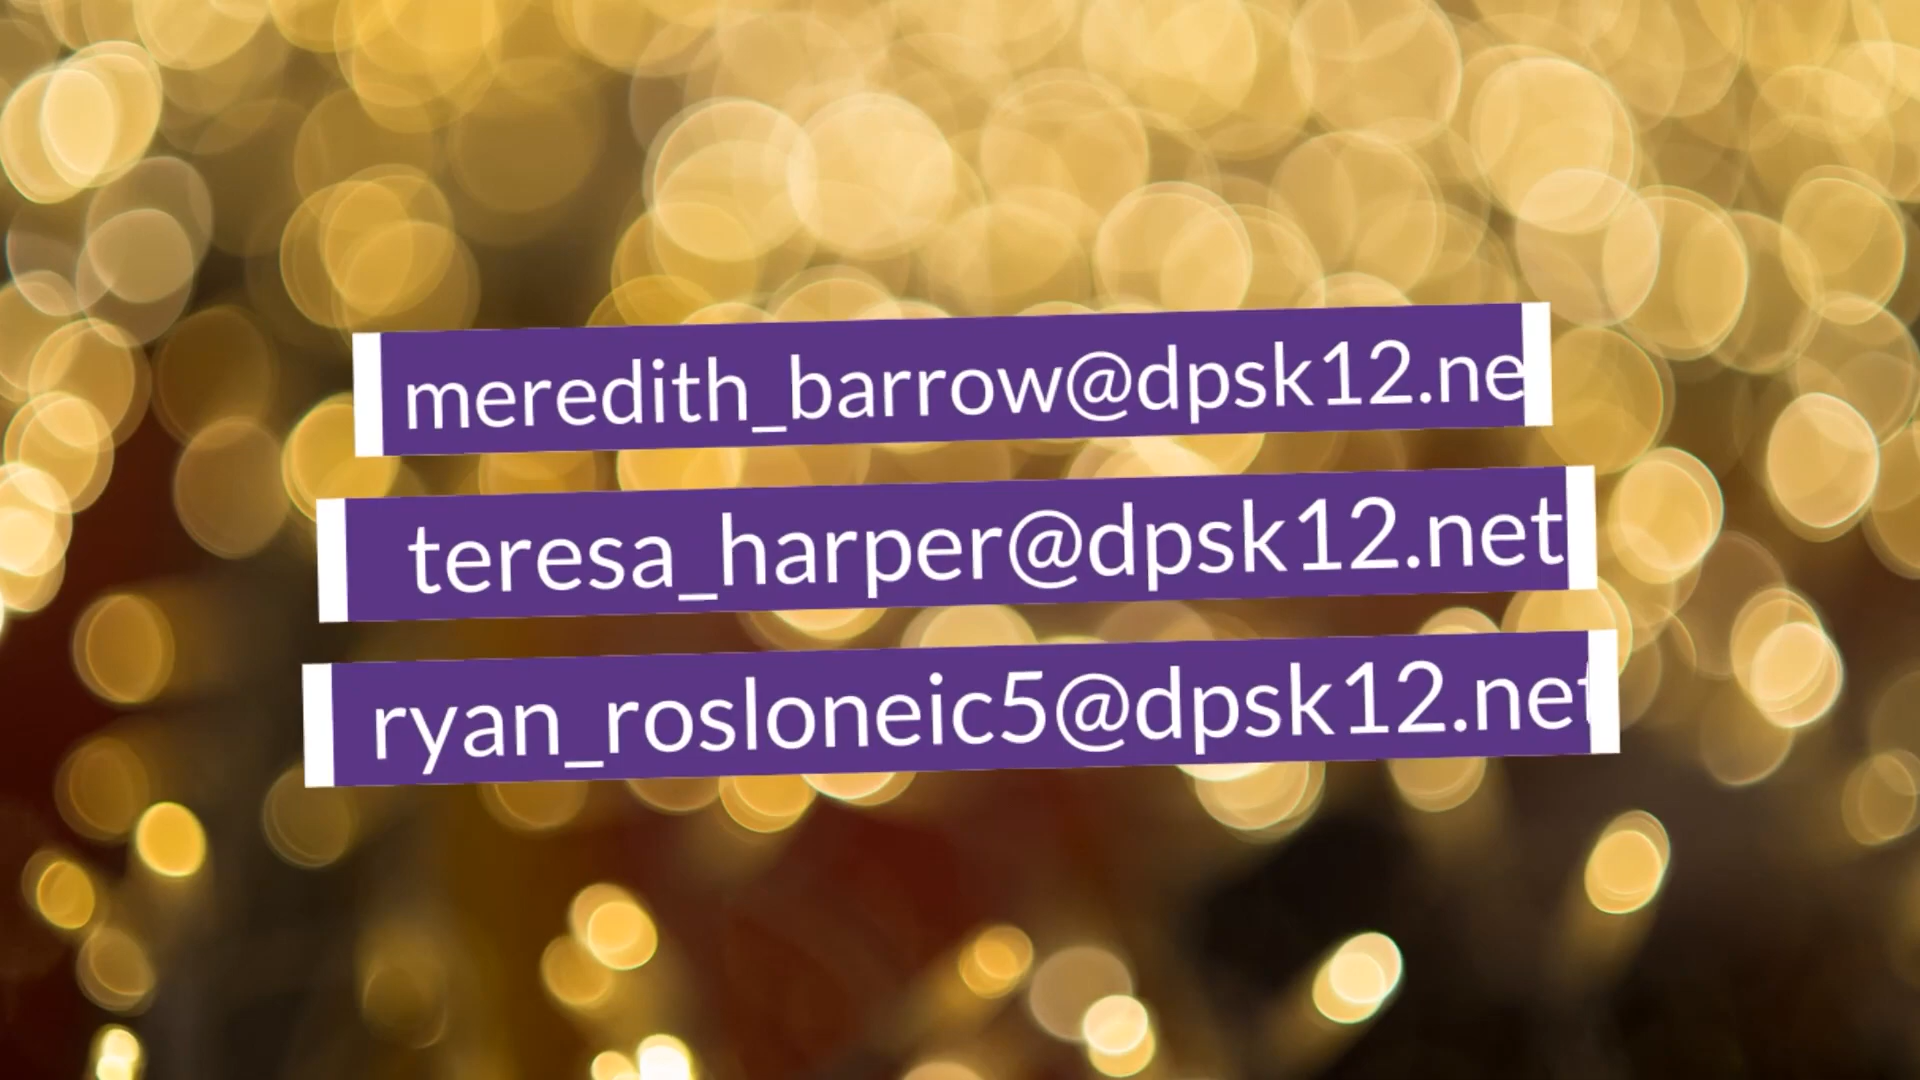 meredith_barrow@dpsk12.ne
teresa_harper@dpsk12.net
ryan_rosloneic5@dpsk12.net